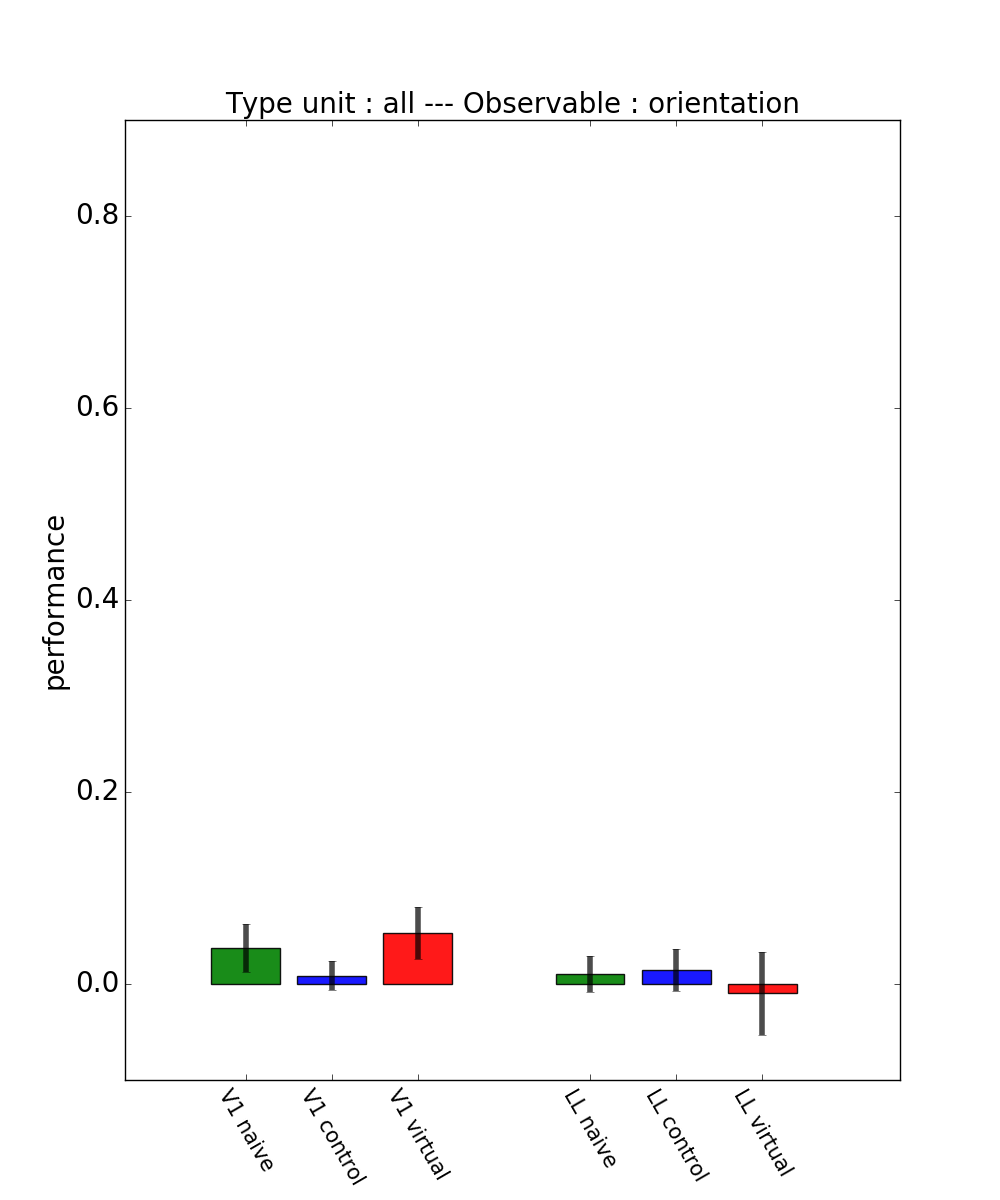 Type unit : all --- Observable : orientation
0.8
0.6
0.4
0.2
0.0
performance
V1 naive
V1 control
V1 virtual
LL naive
LL control
LL virtual